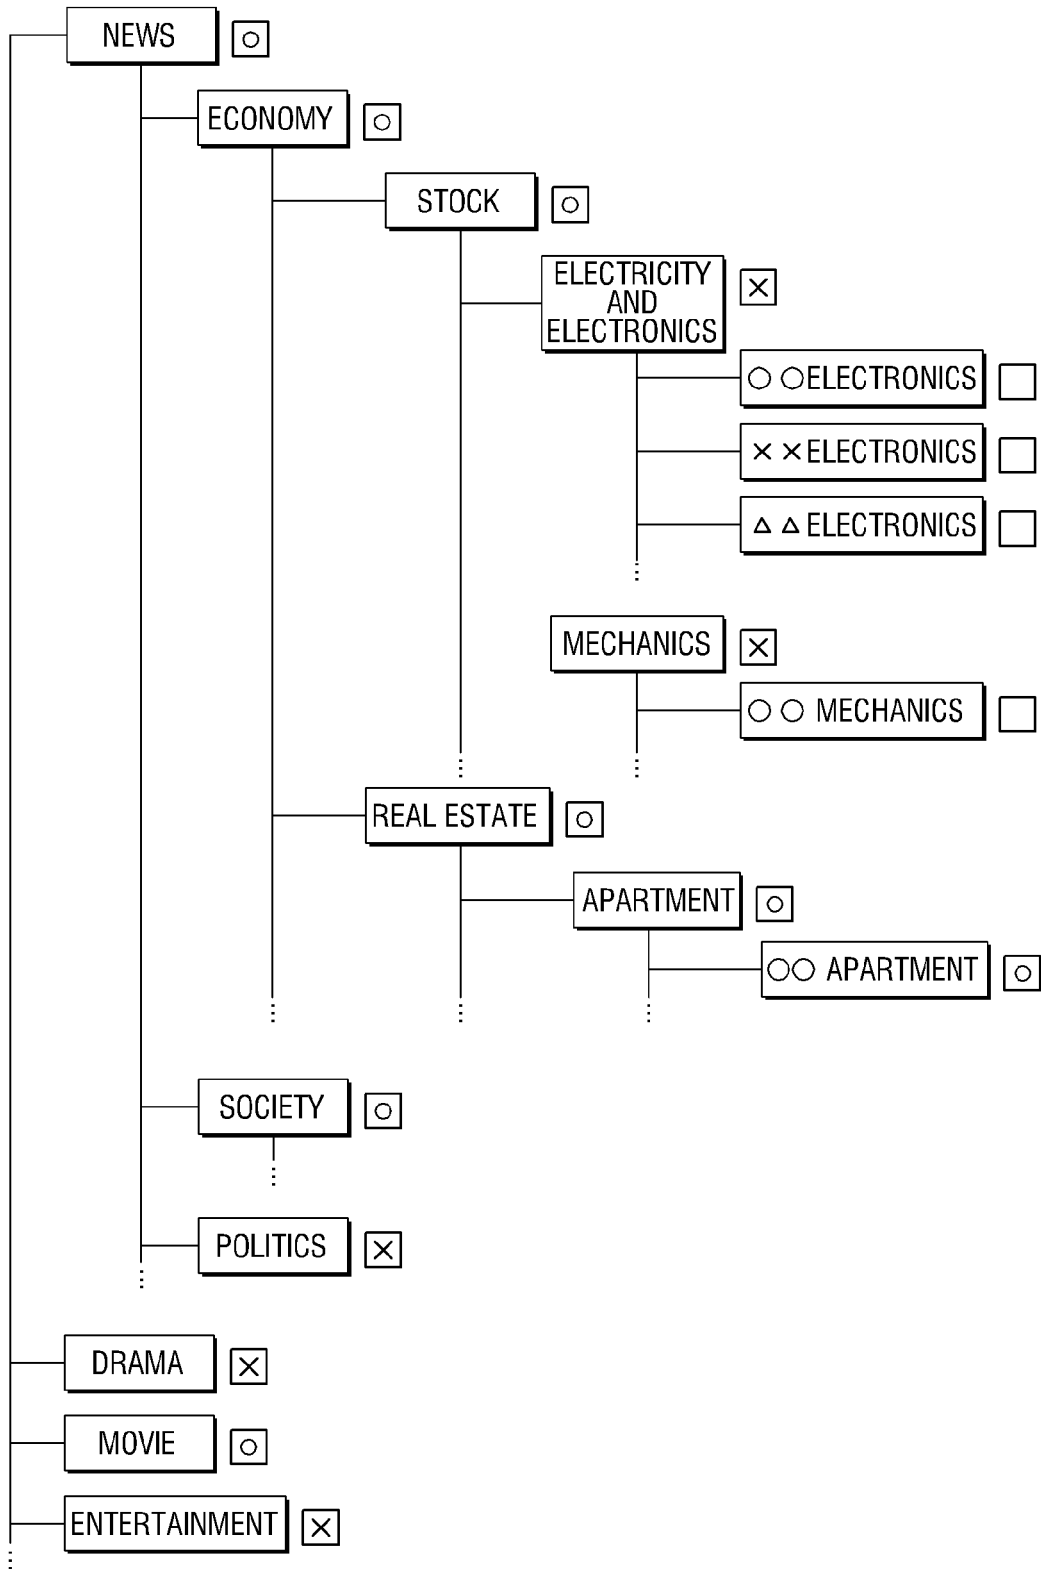 NEWS
ECONOMY
STOCK
ELECTRICITY
AND
ELECTRONICS
○ ○ELECTRONICS
× ×ELECTRONICS
△ △ ELECTRONICS
MECHANICS
○ ○ MECHANICS
REAL ESTATE
APARTMENT
○○ APARTMENT
SOCIETY
POLITICS
DRAMA
MOVIE
ENTERTAINMENT